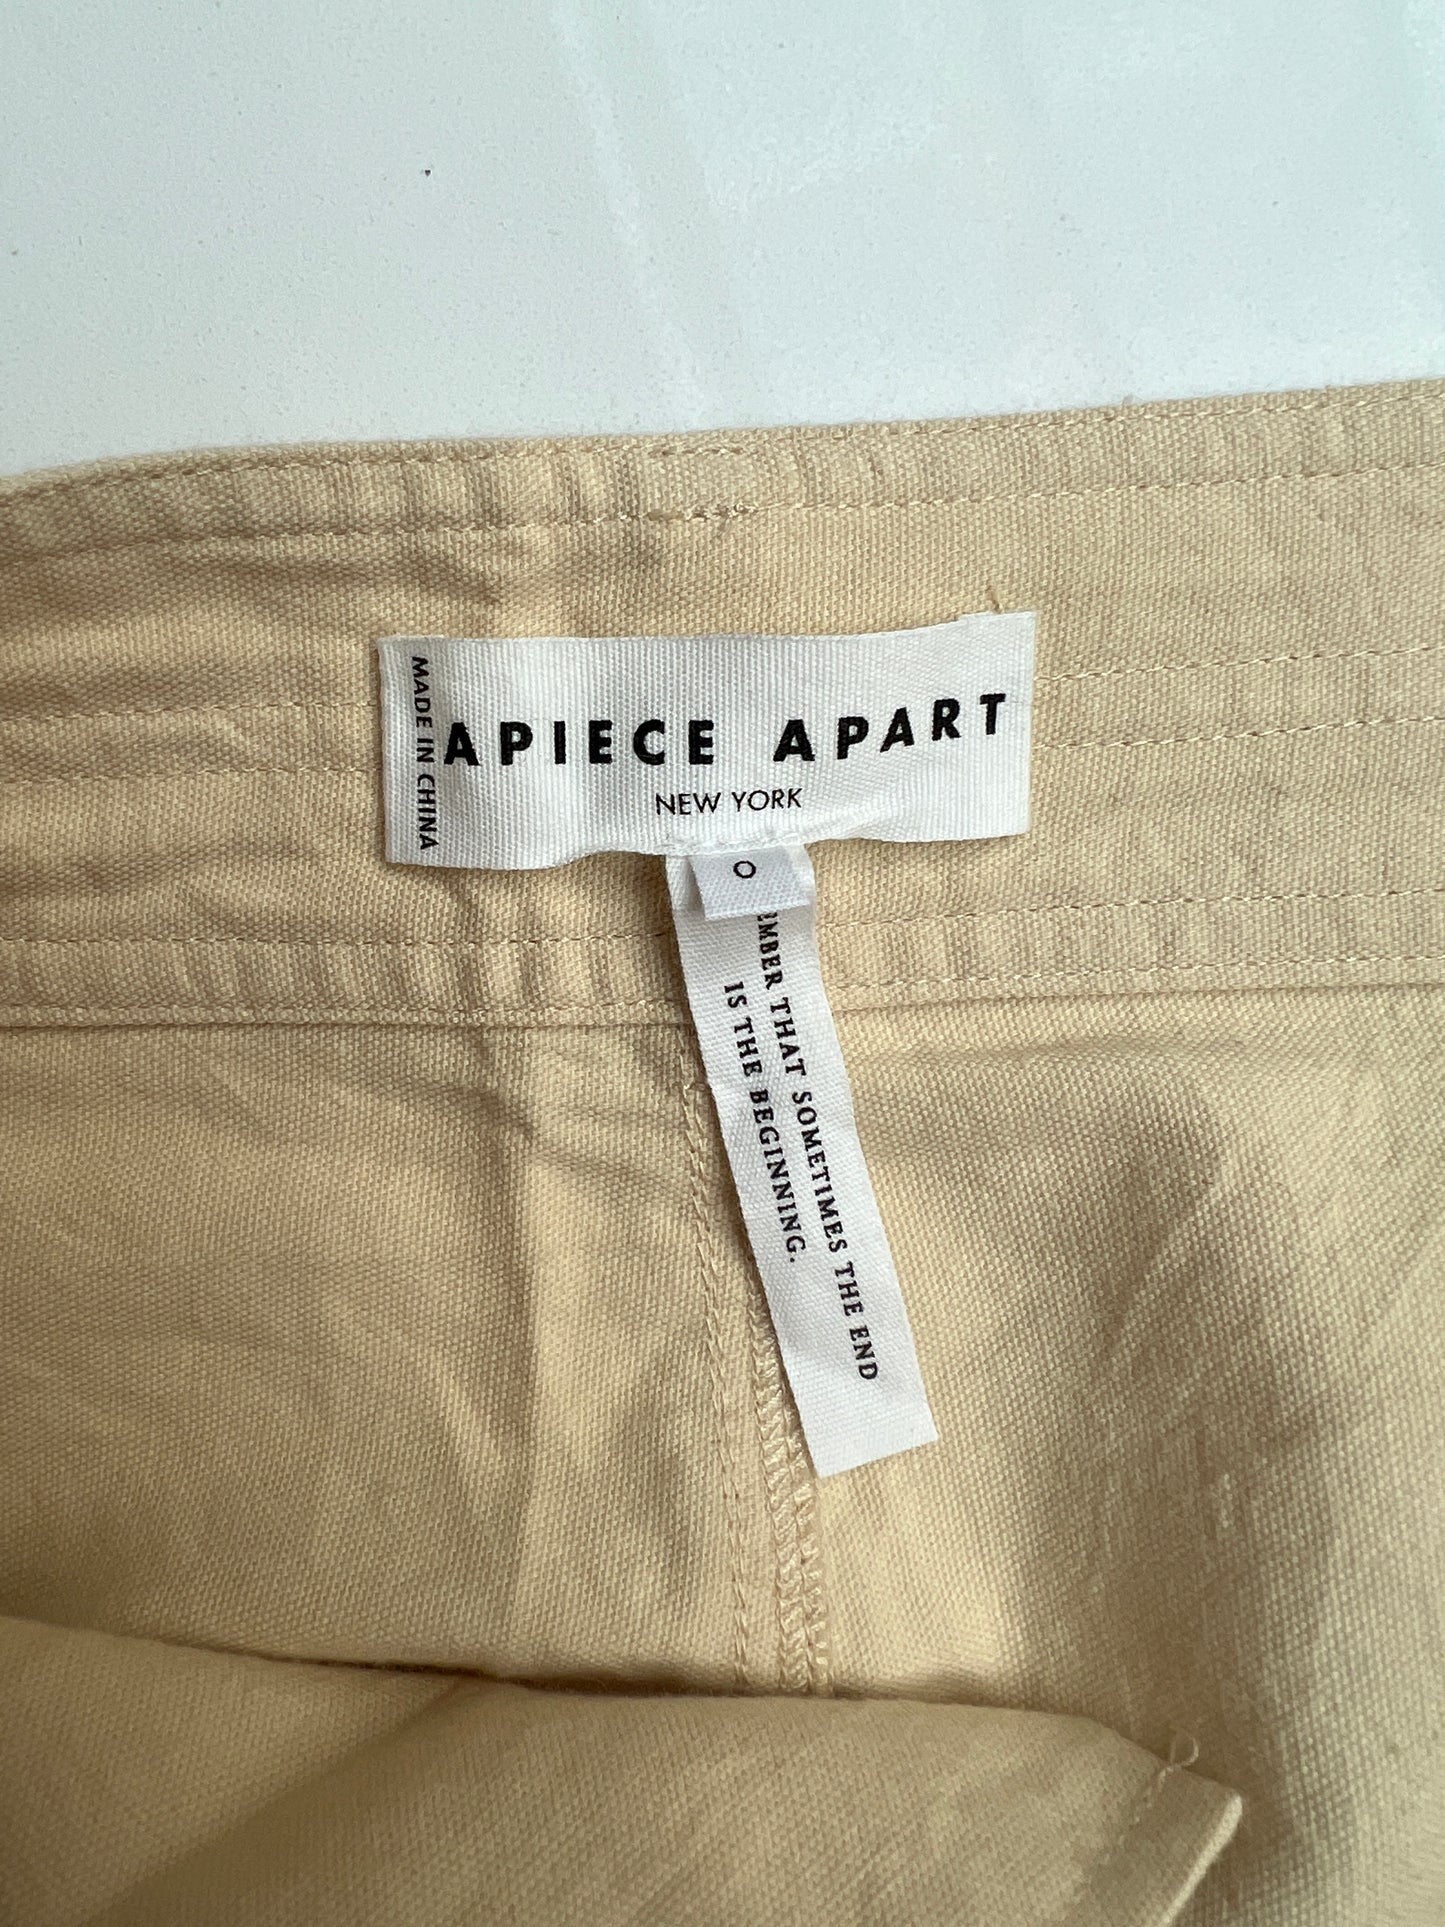 MADE IN CHINA
APIECE APART
NEW YORK
0
EMBER THAT SOMETIMES THE END
IS THE BEGINNING.